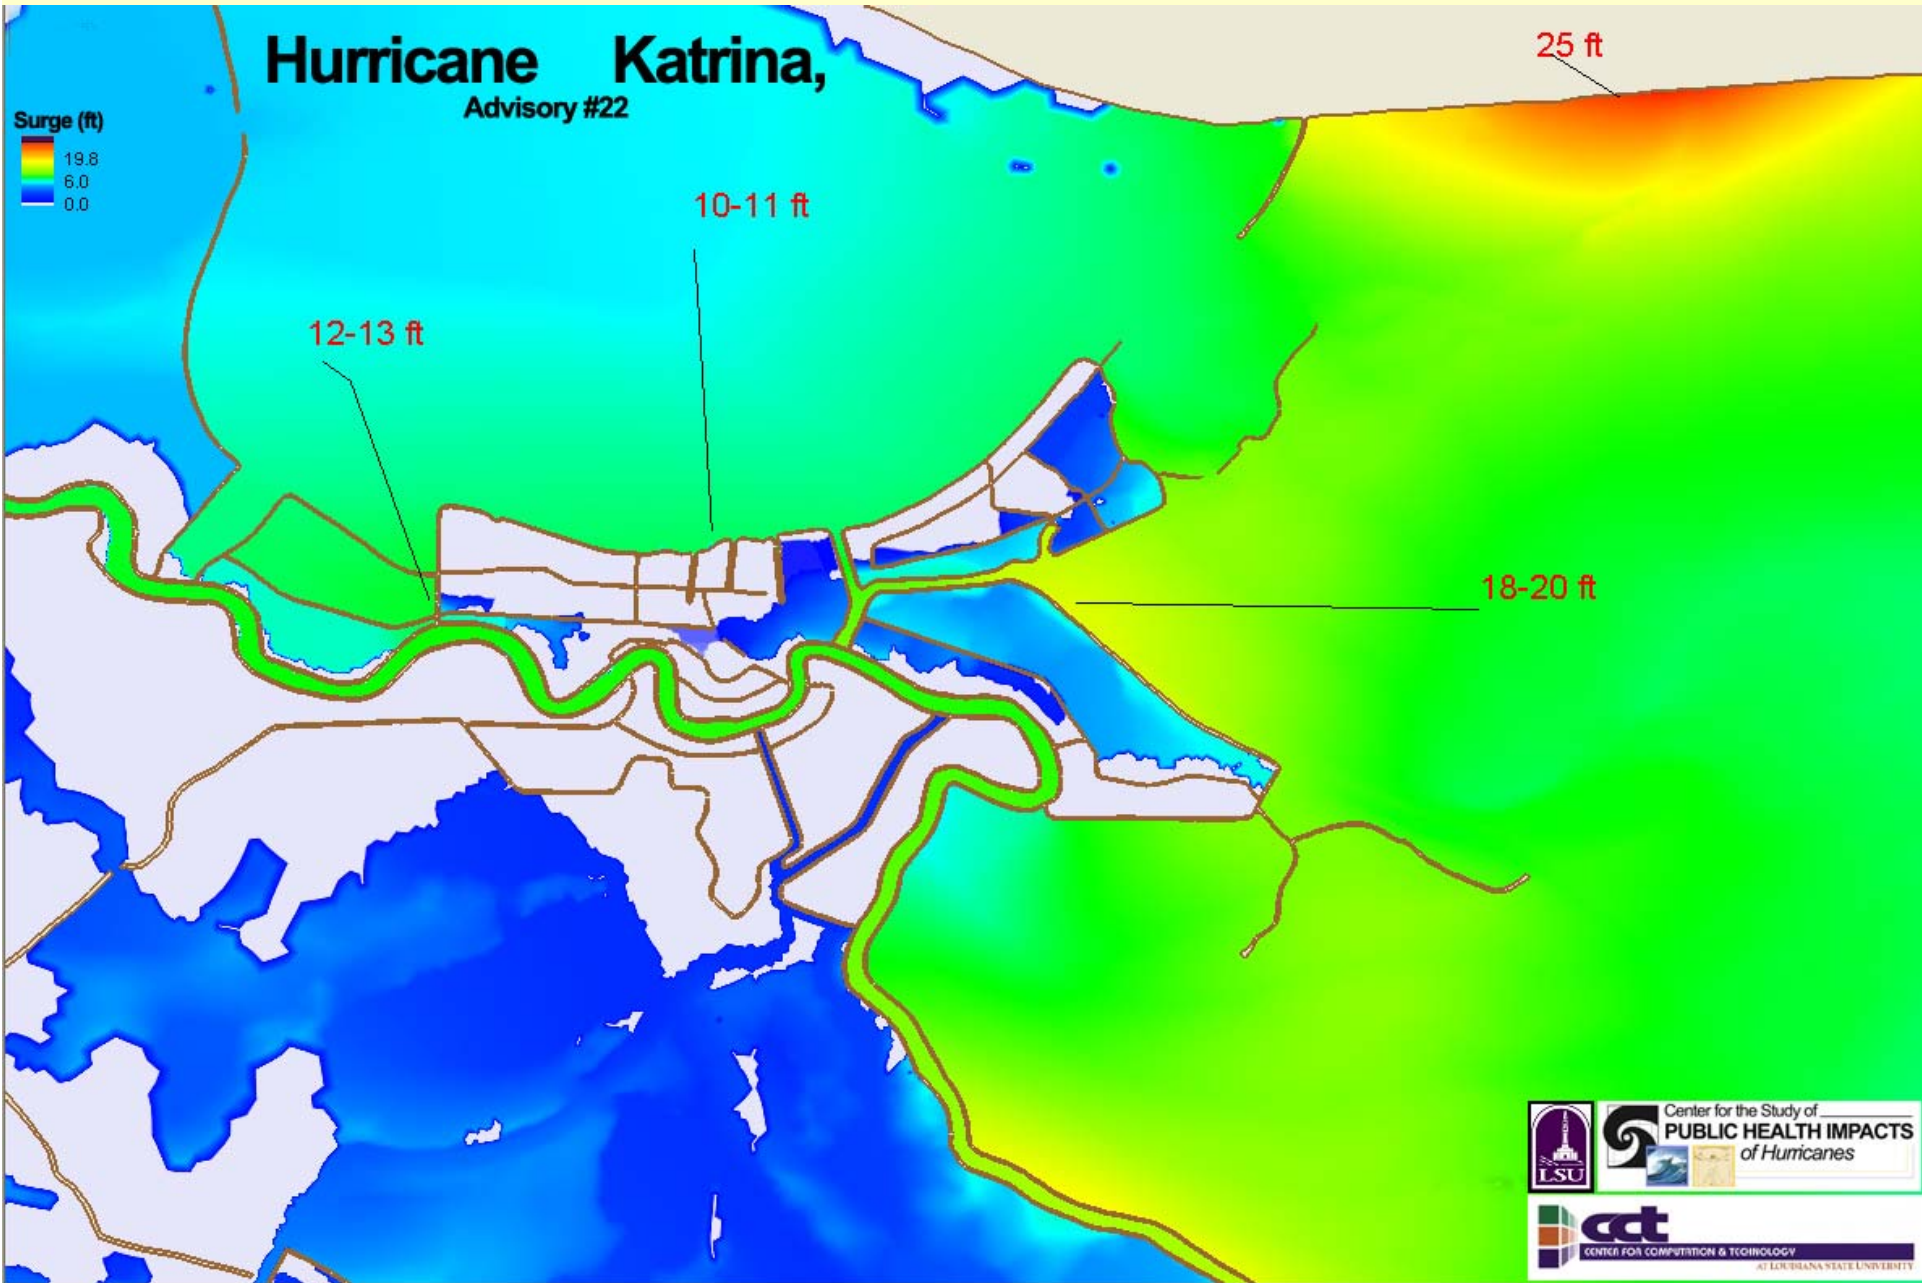 Hurricane Katrina,
Advisory #22
25 ft
Surge (ft)
19.8
6.0
0.0
10-11 ft
12-13 ft
18-20 ft
LSU
Center for the Study of
PUBLIC HEALTH IMPACTS
of Hurricanes
cct
CENTER FOR COMPUTATION & TECHNOLOGY
AT LOUISIANA STATE UNIVERSITY